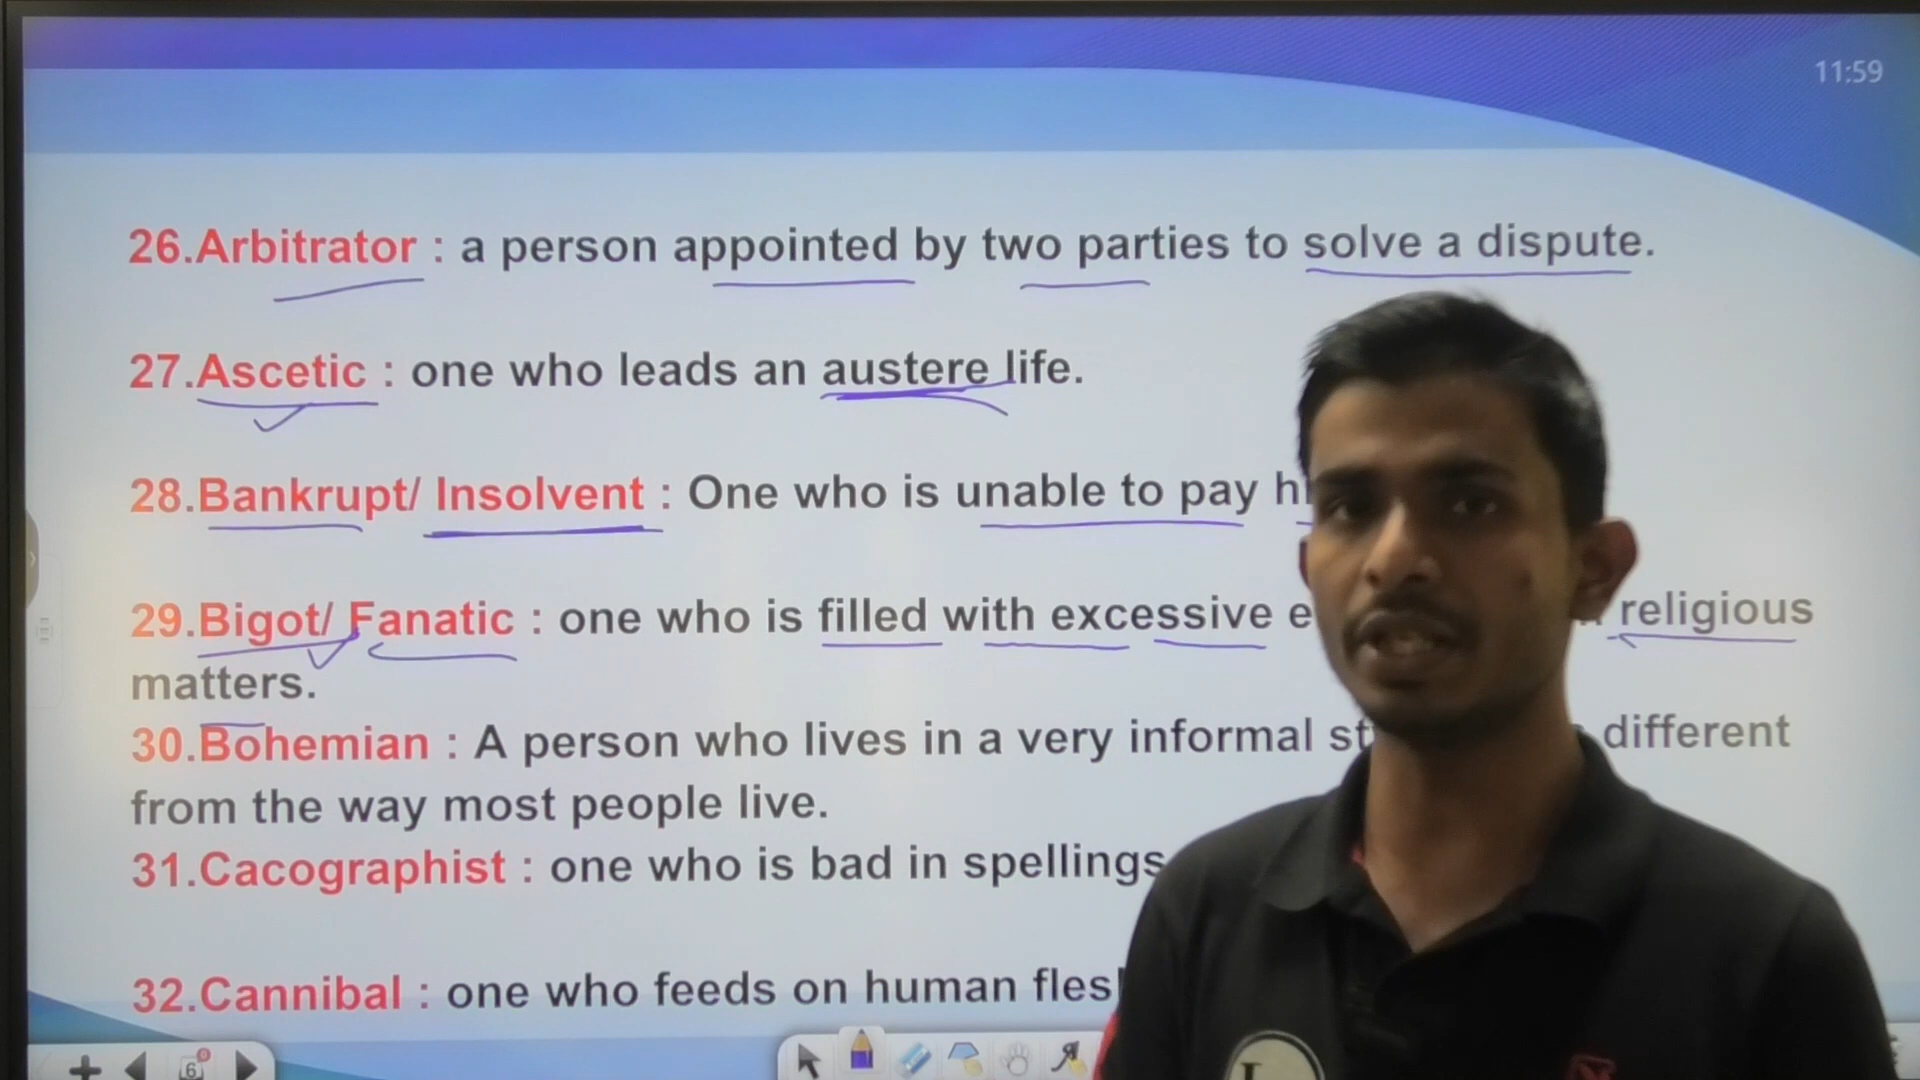 11:59
26.Arbitrator : a person appointed by two parties to solve a dispute.
27.Ascetic : one who leads an austere life.
28.Bankrupt/ Insolvent : One who is unable to pay
29.Bigot/ Fanatic : one who is filled with excessive religious
matters.
30.Bohemian : A person who lives in a very informal different
from the way most people live.
31.Cacographist : one who is bad in spellings
32.Cannibal : one who feeds on human
6